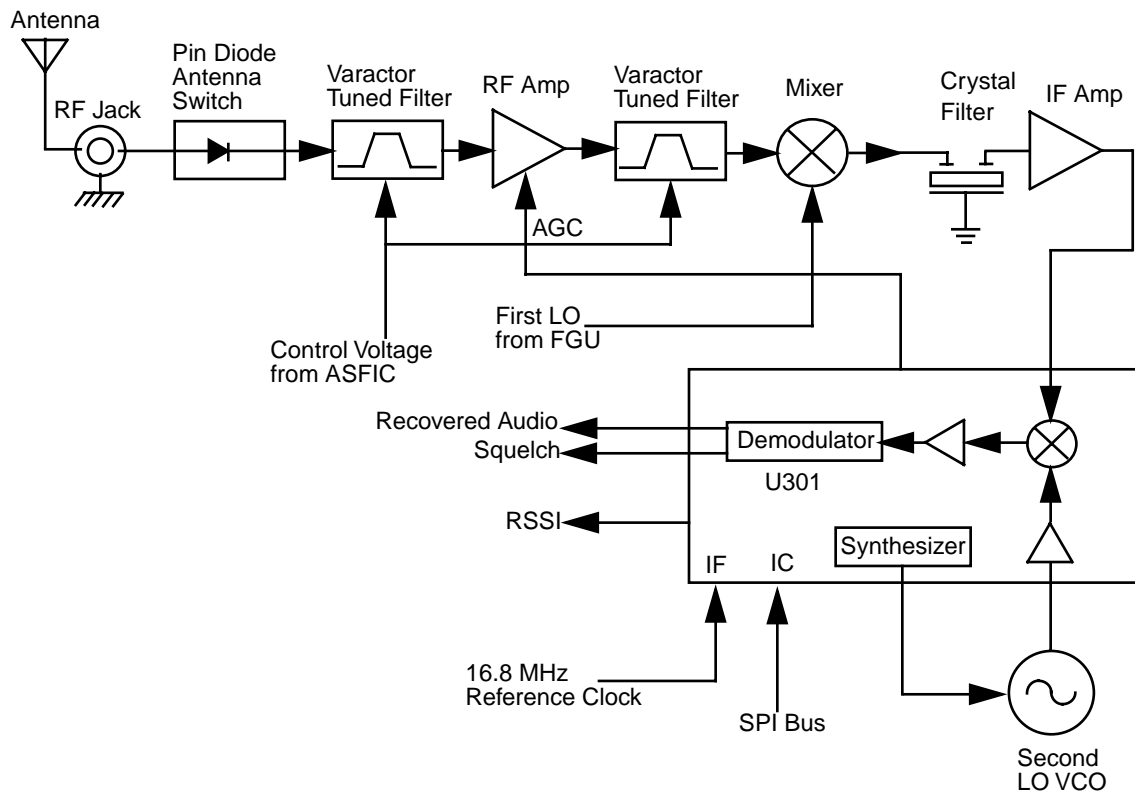 Antenna
Pin Diode
Antenna
Switch
RF Jack
Varactor
Tuned Filter
RF Amp
Varactor
Tuned Filter
Mixer
Crystal
Filter
IF Amp
AGC
First LO
from FGU
Control Voltage
from ASFIC
Recovered Audio
Squelch
Demodulator
U301
RSSI
Synthesizer
IF IC
16.8 MHz
Reference Clock
SPI Bus
Second
LO VCO